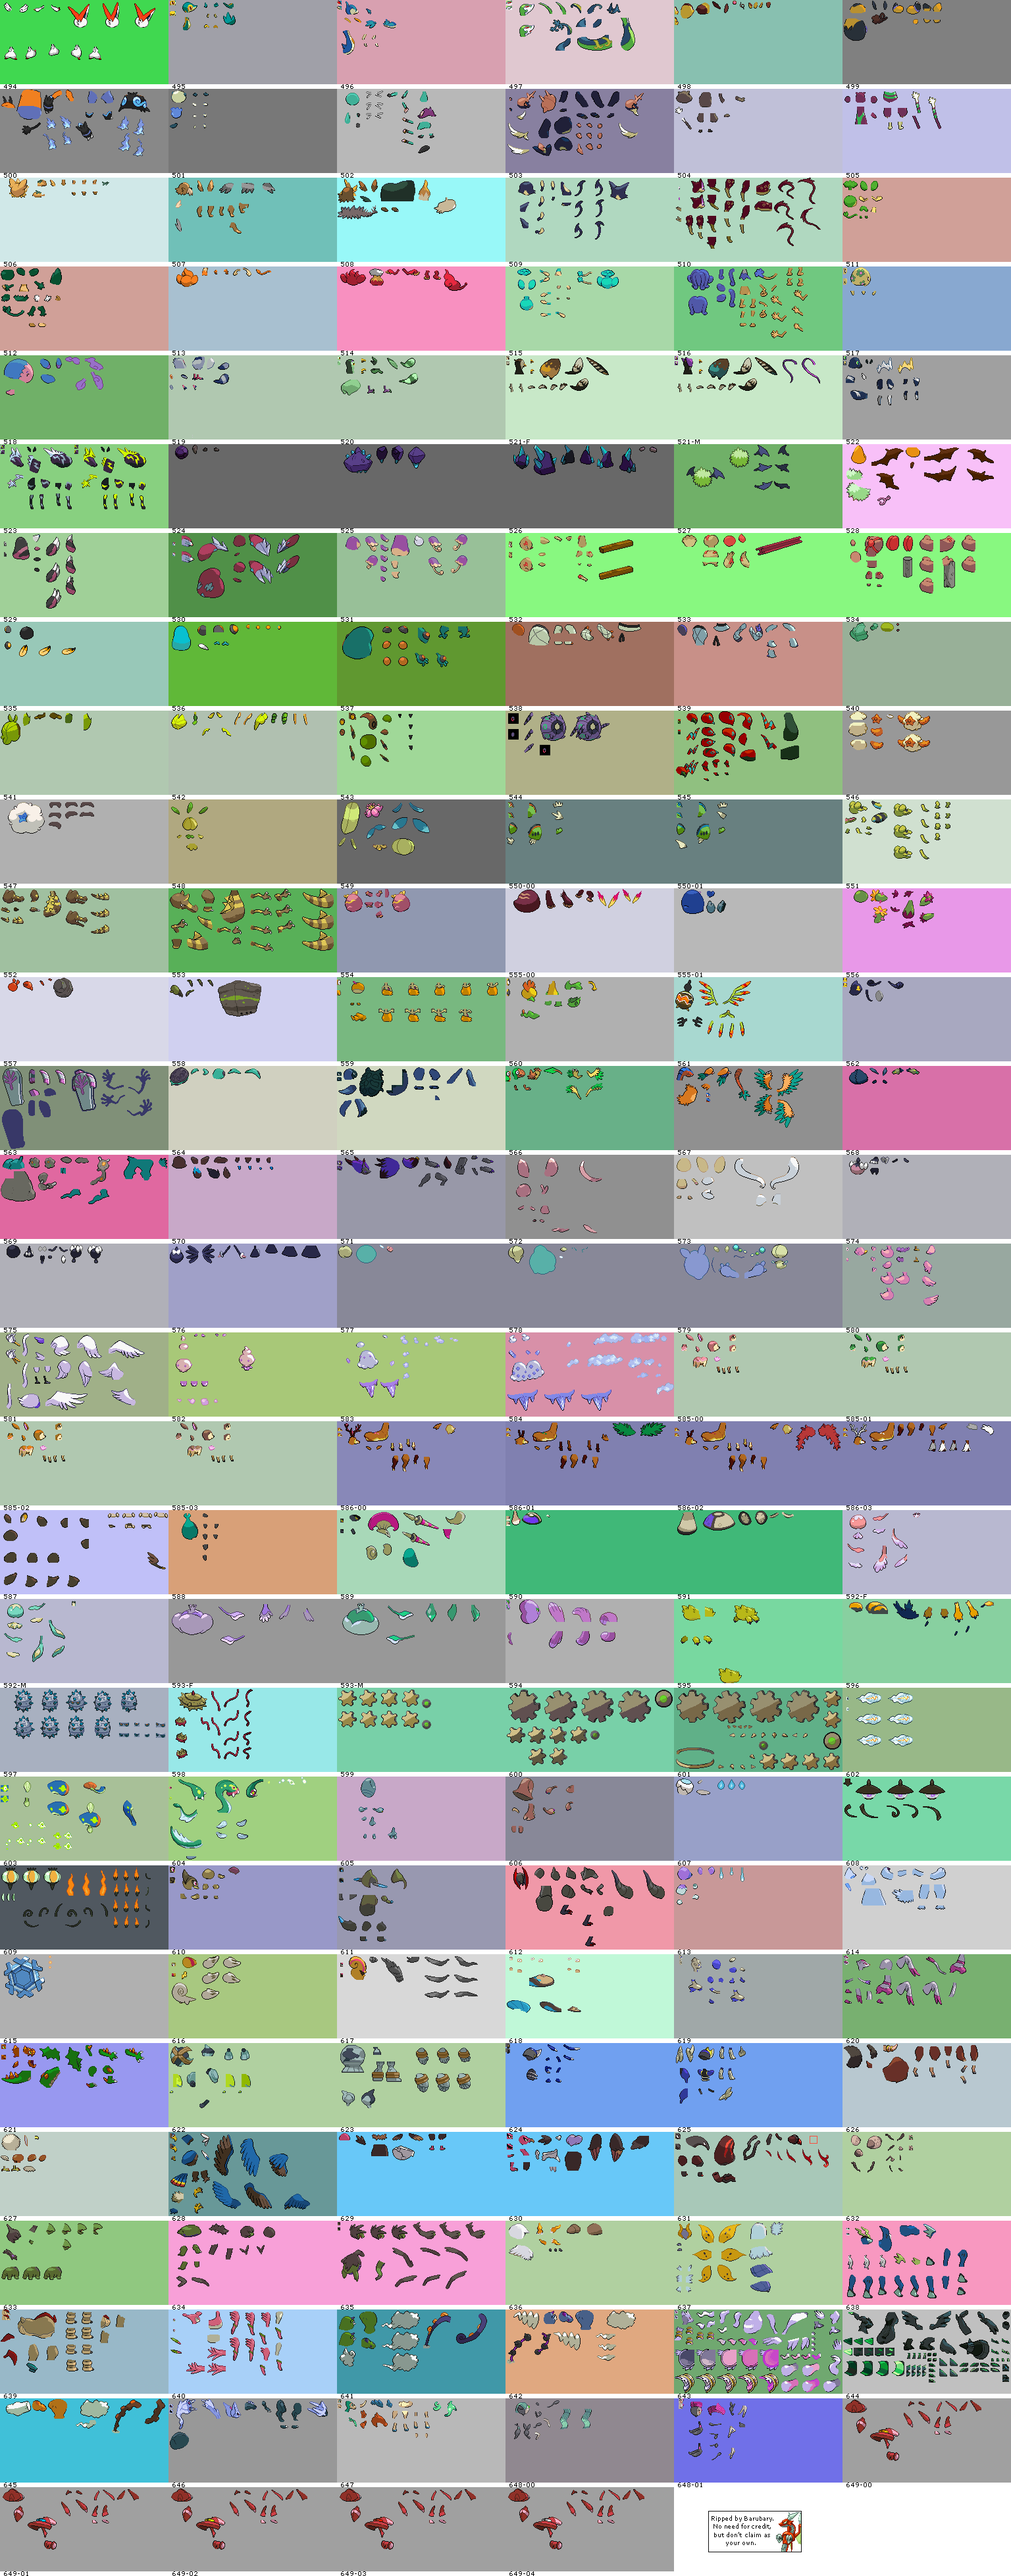 494 495 496 497 498 499
500 501 502 503 504 505
506 507 508 509 510 511
512 513 514 515 516 517
518 519 520 521-F 521-M 522
523 524 525 526 527 528
529 530 531 532 533 534
535 536 537 538 539 540
541 542 543 544 545 546
547 548 549 550-00 550-01 551
552 553 554 555-00 555-01 556
557 558 559 560 561 562
563 564 565 566 567 568
569 570 571 572 573 574
575 576 577 578 579 580
581 582 583 584 585-00 585-01
585-02 585-03 586-00 586-01 586-02 586-03
587 588 589 590 591 592-F
592-M 593-F 593-M 594 595 596
597 598 599 600 601 602
603 604 605 606 607 608
609 610 611 612 613 614
615 616 617 618 619 620
621 622 623 624 625 626
627 628 629 630 631 632
633 634 635 636 637 638
639 640 641 642 643 644
645 646 647 648-00 648-01 649-00
649-01 649-02 649-03 649-04
Ripped by Barubary.
No need for credit,
but don't claim as
your own.